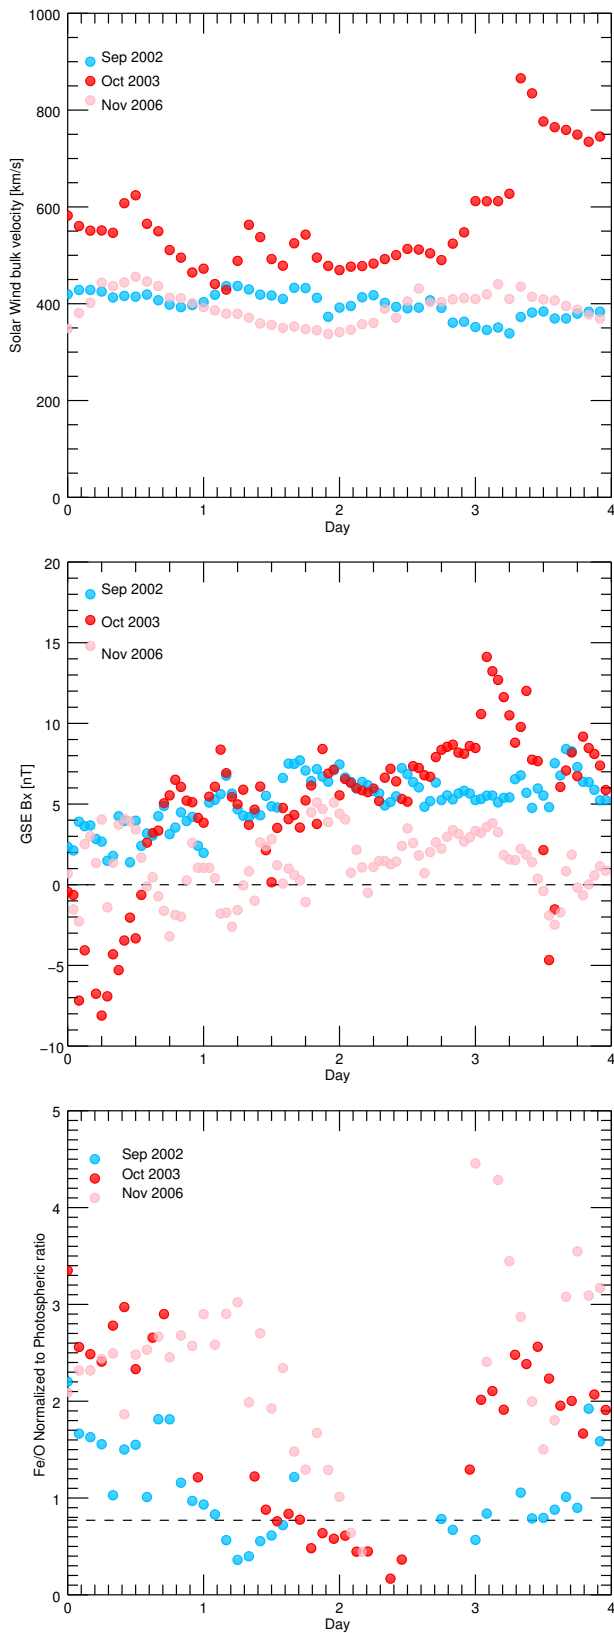 1000
Sep 2002
Oct 2003
Nov 2006
800
600
400
200
0
Solar Wind bulk velocity [km/s]
0 1 2 3 4
Day
20
Sep 2002
15
Oct 2003
Nov 2006
10
5
0
−5
−10
GSE Bx [nT]
0 1 2 3 4
Day
5
Sep 2002
Oct 2003
Nov 2006
4
3
2
1
0
Fe/O Normalized to Photospheric ratio
0 1 2 3 4
Day